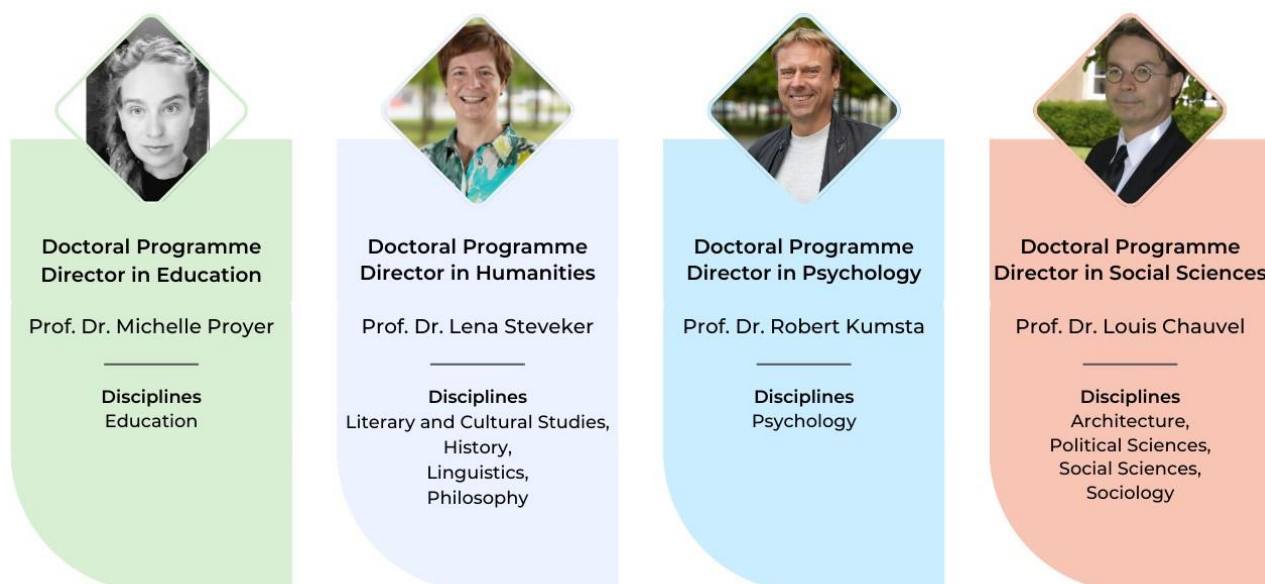 Doctoral Programme
Director in Education
Prof. Dr. Michelle Proyer
Disciplines
Education
Doctoral Programme
Director in Humanities
Prof. Dr. Lena Steveker
Disciplines
Literary and Cultural Studies,
History,
Linguistics,
Philosophy
Doctoral Programme
Director in Psychology
Prof. Dr. Robert Kumsta
Disciplines
Psychology
Doctoral Programme
Director in Social Sciences
Prof. Dr. Louis Chauvel
Disciplines
Architecture,
Political Sciences,
Social Sciences,
Sociology